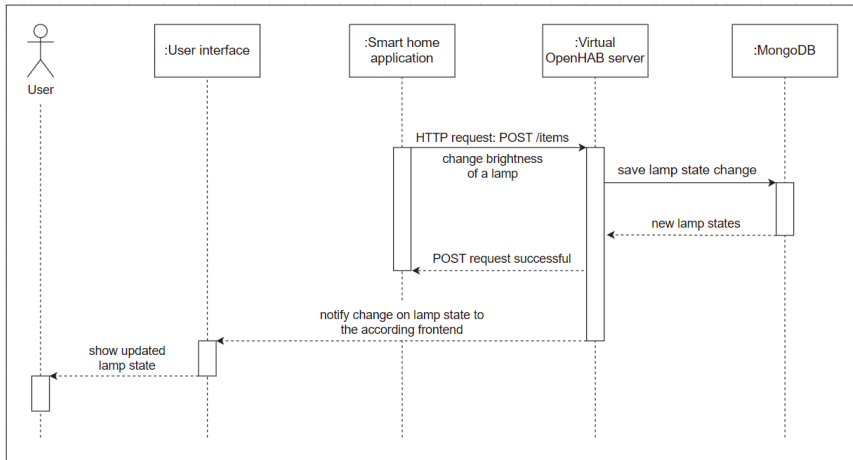 User
:User interface
:Smart home
application
:Virtual
OpenHAB server
:MongoDB
HTTP request: POST /items
change brightness
of a lamp
save lamp state change
new lamp states
POST request successful
notify change on lamp state to
the according frontend
show updated
lamp state